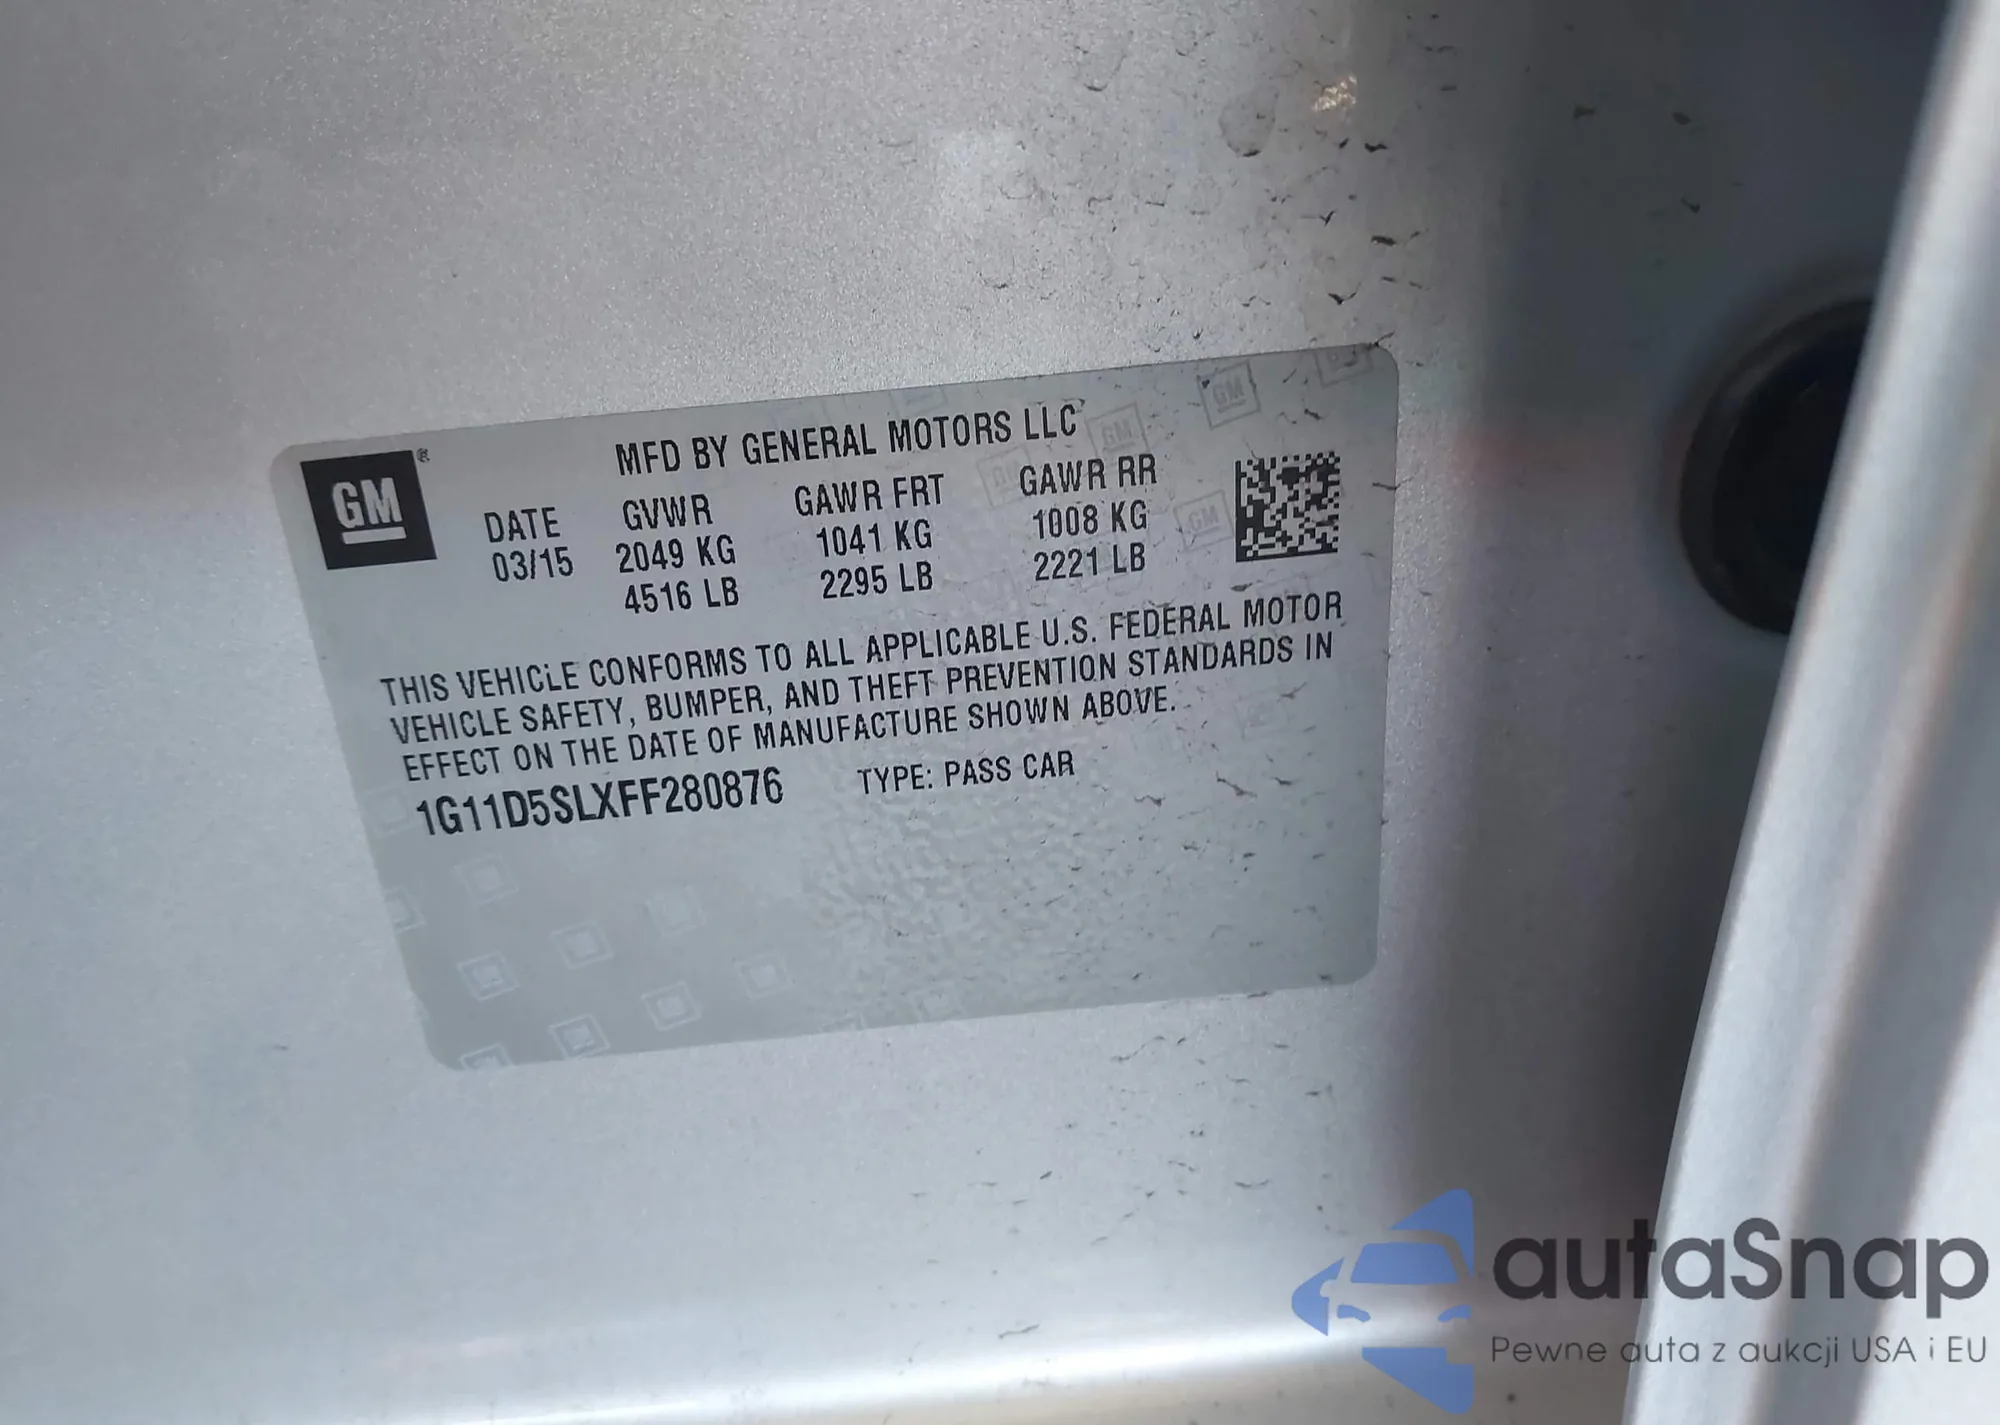 GM®
MFD BY GENERAL MOTORS LLC
DATE GVWR GAWR FRT GAWR RR
03/15 2049 KG 1041 KG 1008 KG
4516 LB 2295 LB 2221 LB
THIS VEHICLE CONFORMS TO ALL APPLICABLE U.S. FEDERAL MOTOR
VEHICLE SAFETY, BUMPER, AND THEFT PREVENTION STANDARDS IN
EFFECT ON THE DATE OF MANUFACTURE SHOWN ABOVE.
1G11D5SLXFF280876 TYPE: PASS CAR
autaSnap
Pewne auta z aukcji USA i EU